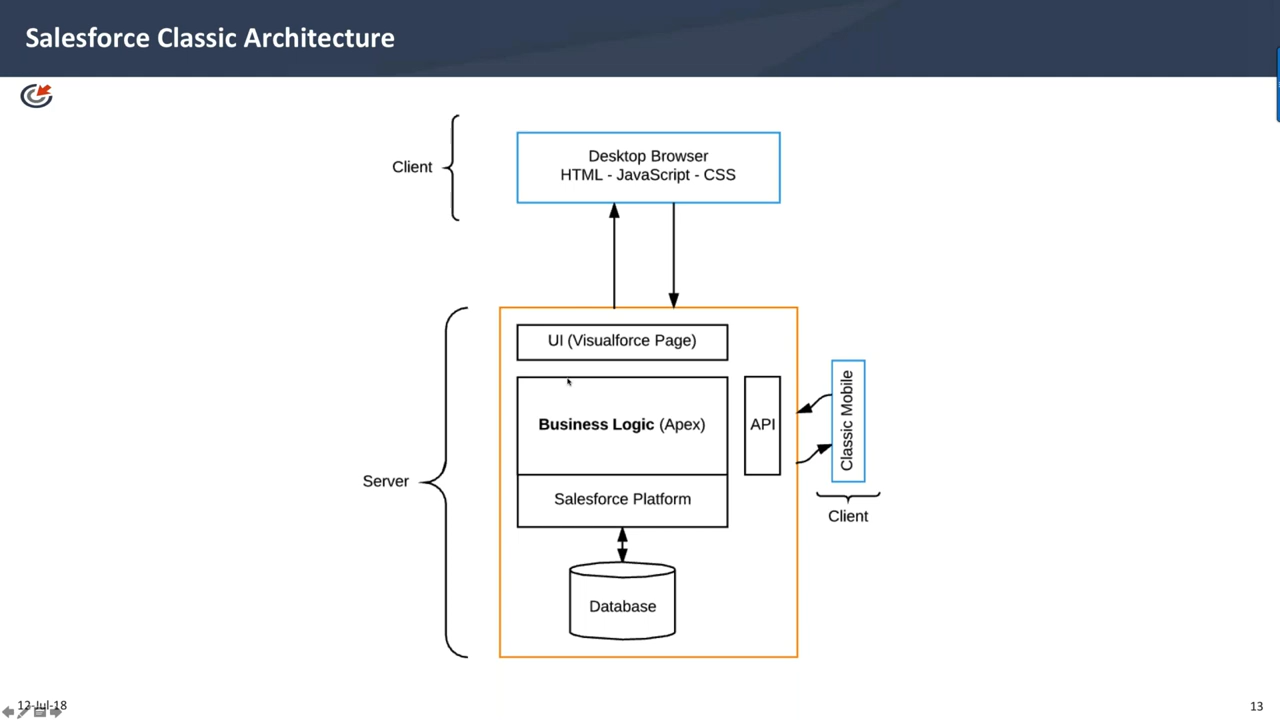 Salesforce Classic Architecture
Client
Desktop Browser
HTML - JavaScript - CSS
UI (Visualforce Page)
Business Logic (Apex)
API
Classic Mobile
Server
Salesforce Platform
Client
Database
12-Jul-18
13